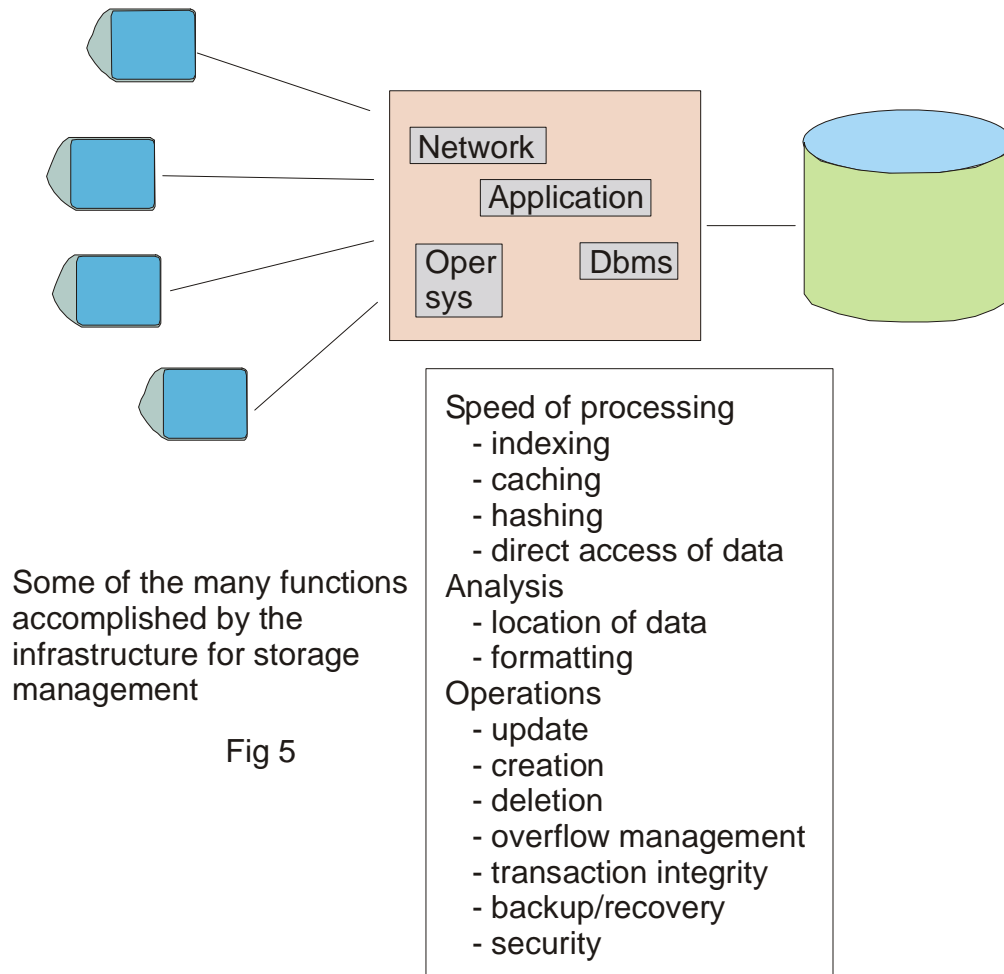 Network
Application
Oper
sys
Dbms
Speed of processing
- indexing
- caching
- hashing
- direct access of data
Analysis
- location of data
- formatting
Operations
- update
- creation
- deletion
- overflow management
- transaction integrity
- backup/recovery
- security
Some of the many functions
accomplished by the
infrastructure for storage
management
Fig 5